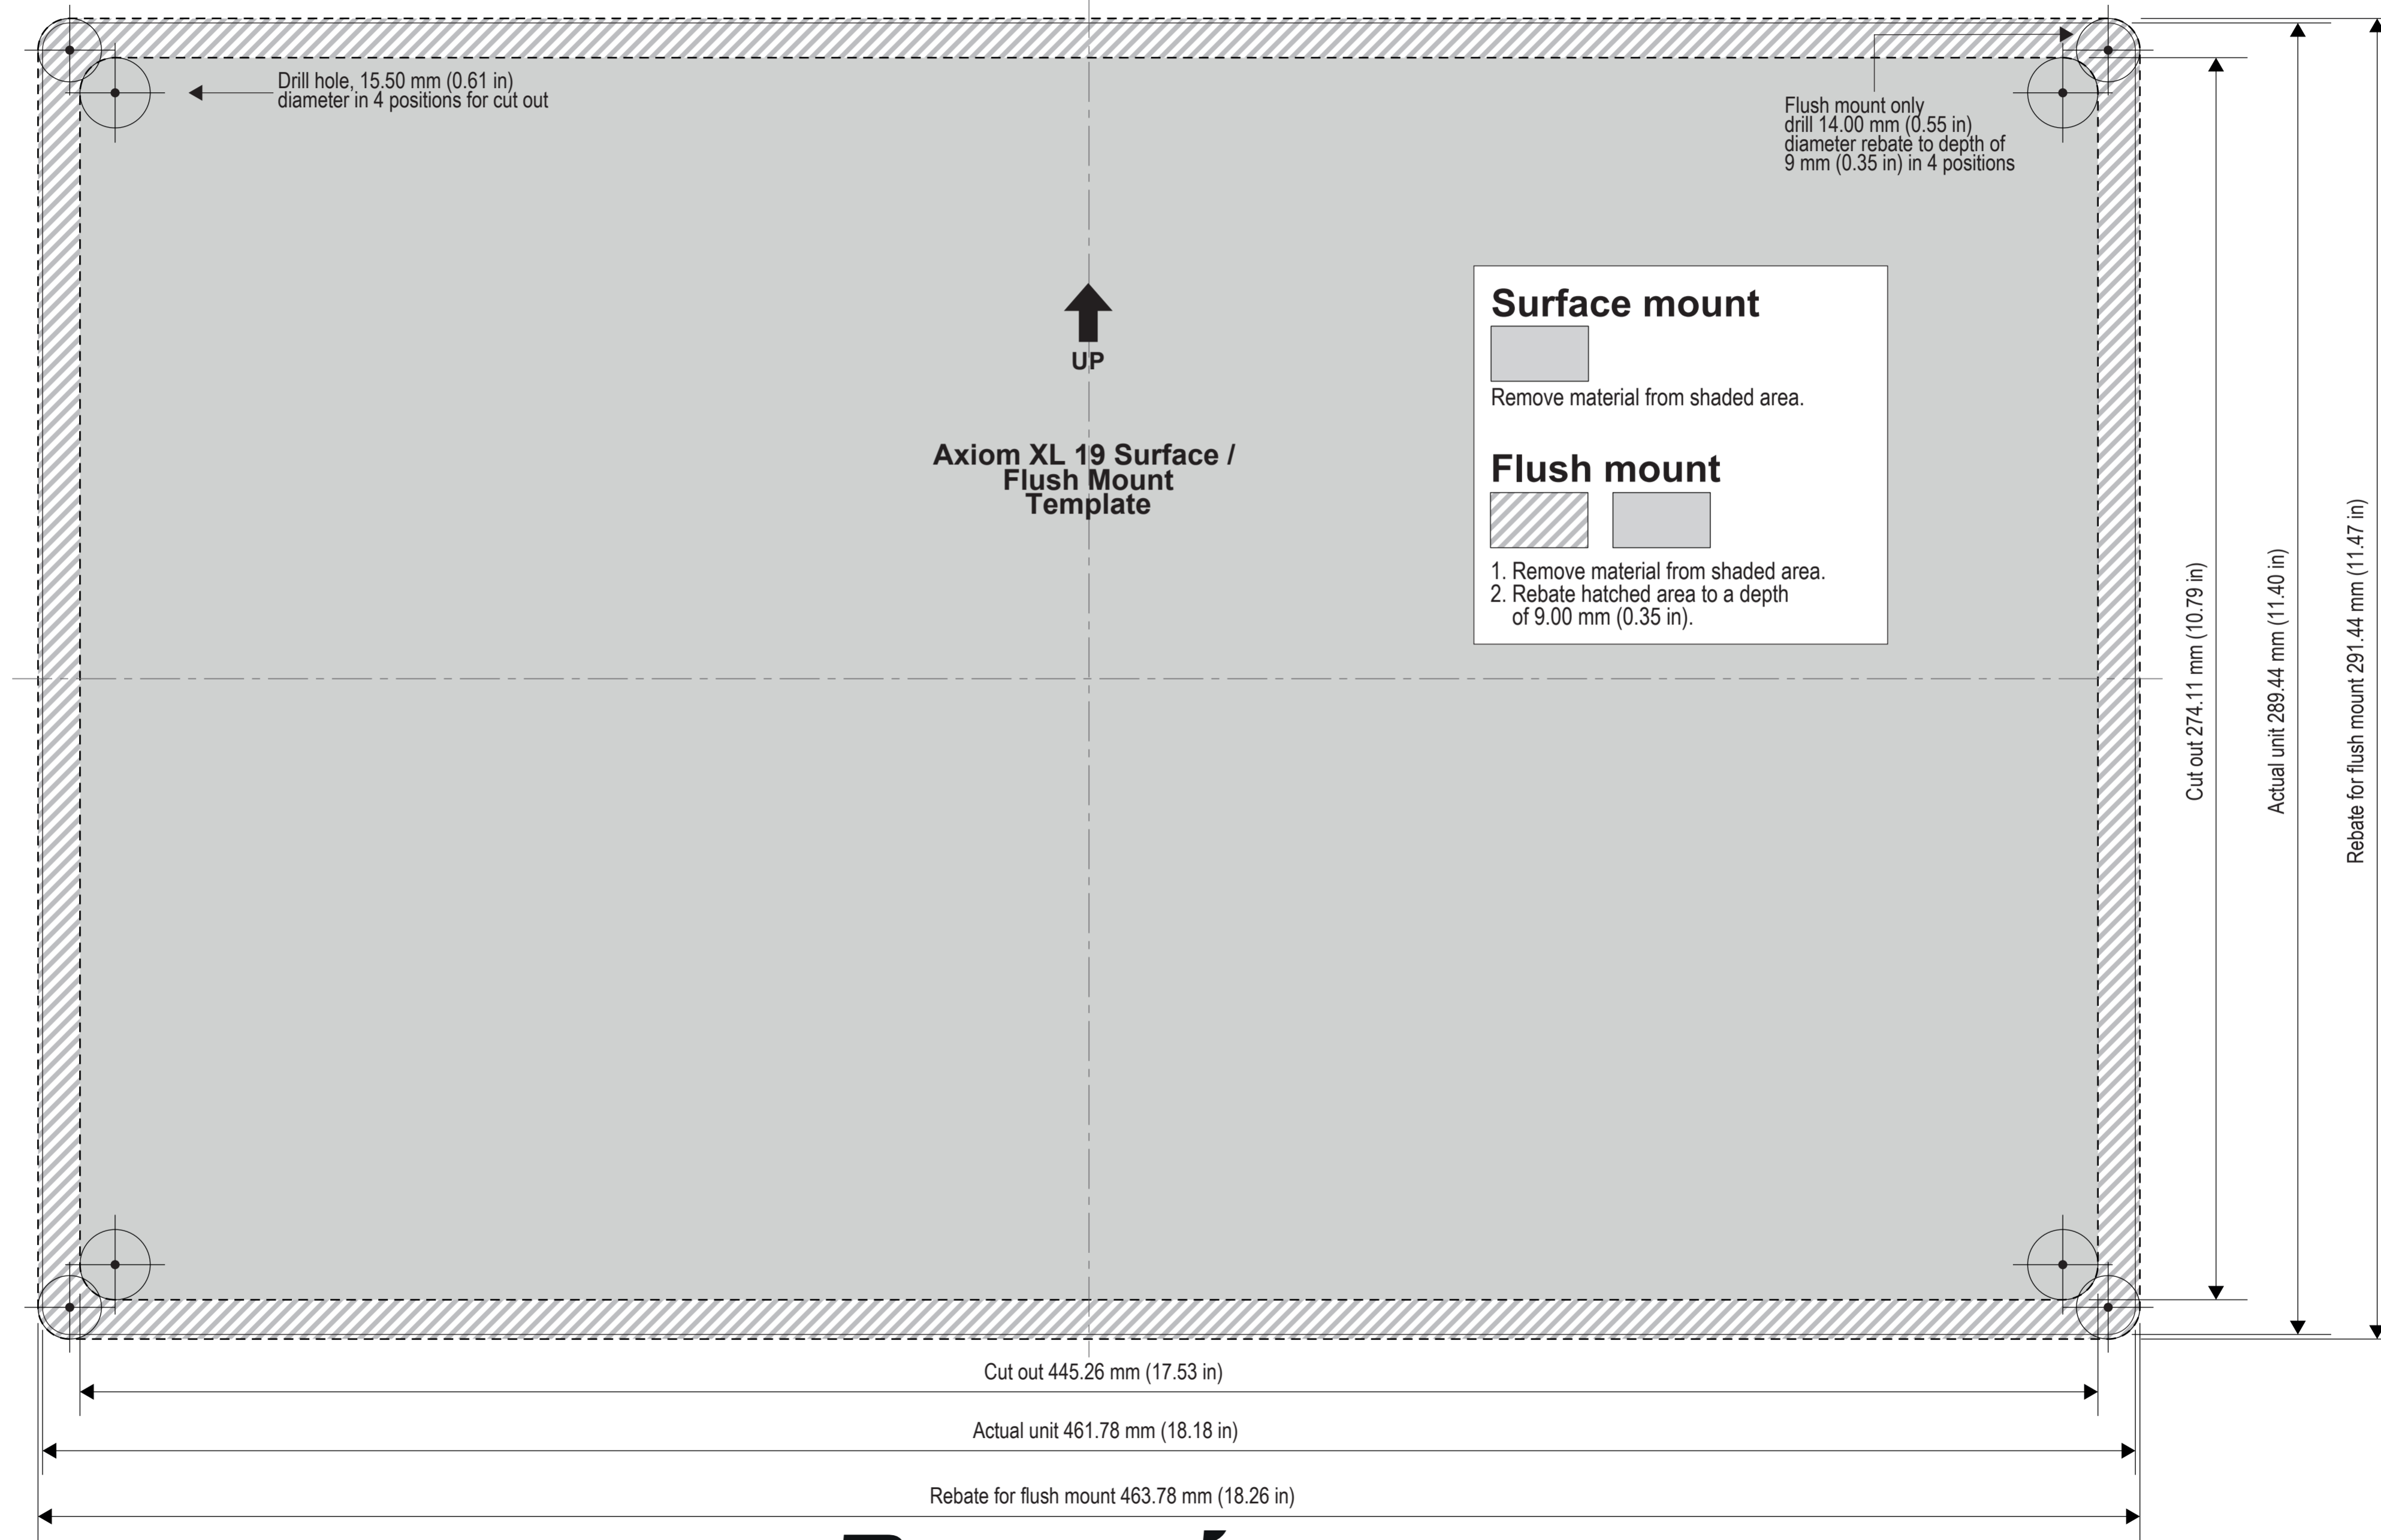 Drill hole, 15.50 mm (0.61 in)
diameter in 4 positions for cut out
Flush mount only
drill 14.00 mm (0.55 in)
diameter rebate to depth of
9 mm (0.35 in) in 4 positions
UP
Axiom XL 19 Surface /
Flush Mount
Template
Surface mount
Remove material from shaded area.
Flush mount
1. Remove material from shaded area.
2. Rebate hatched area to a depth
of 9.00 mm (0.35 in).
Cut out 274.11 mm (10.79 in)
Actual unit 289.44 mm (11.40 in)
Rebate for flush mount 291.44 mm (11.47 in)
Cut out 445.26 mm (17.53 in)
Actual unit 461.78 mm (18.18 in)
Rebate for flush mount 463.78 mm (18.26 in)